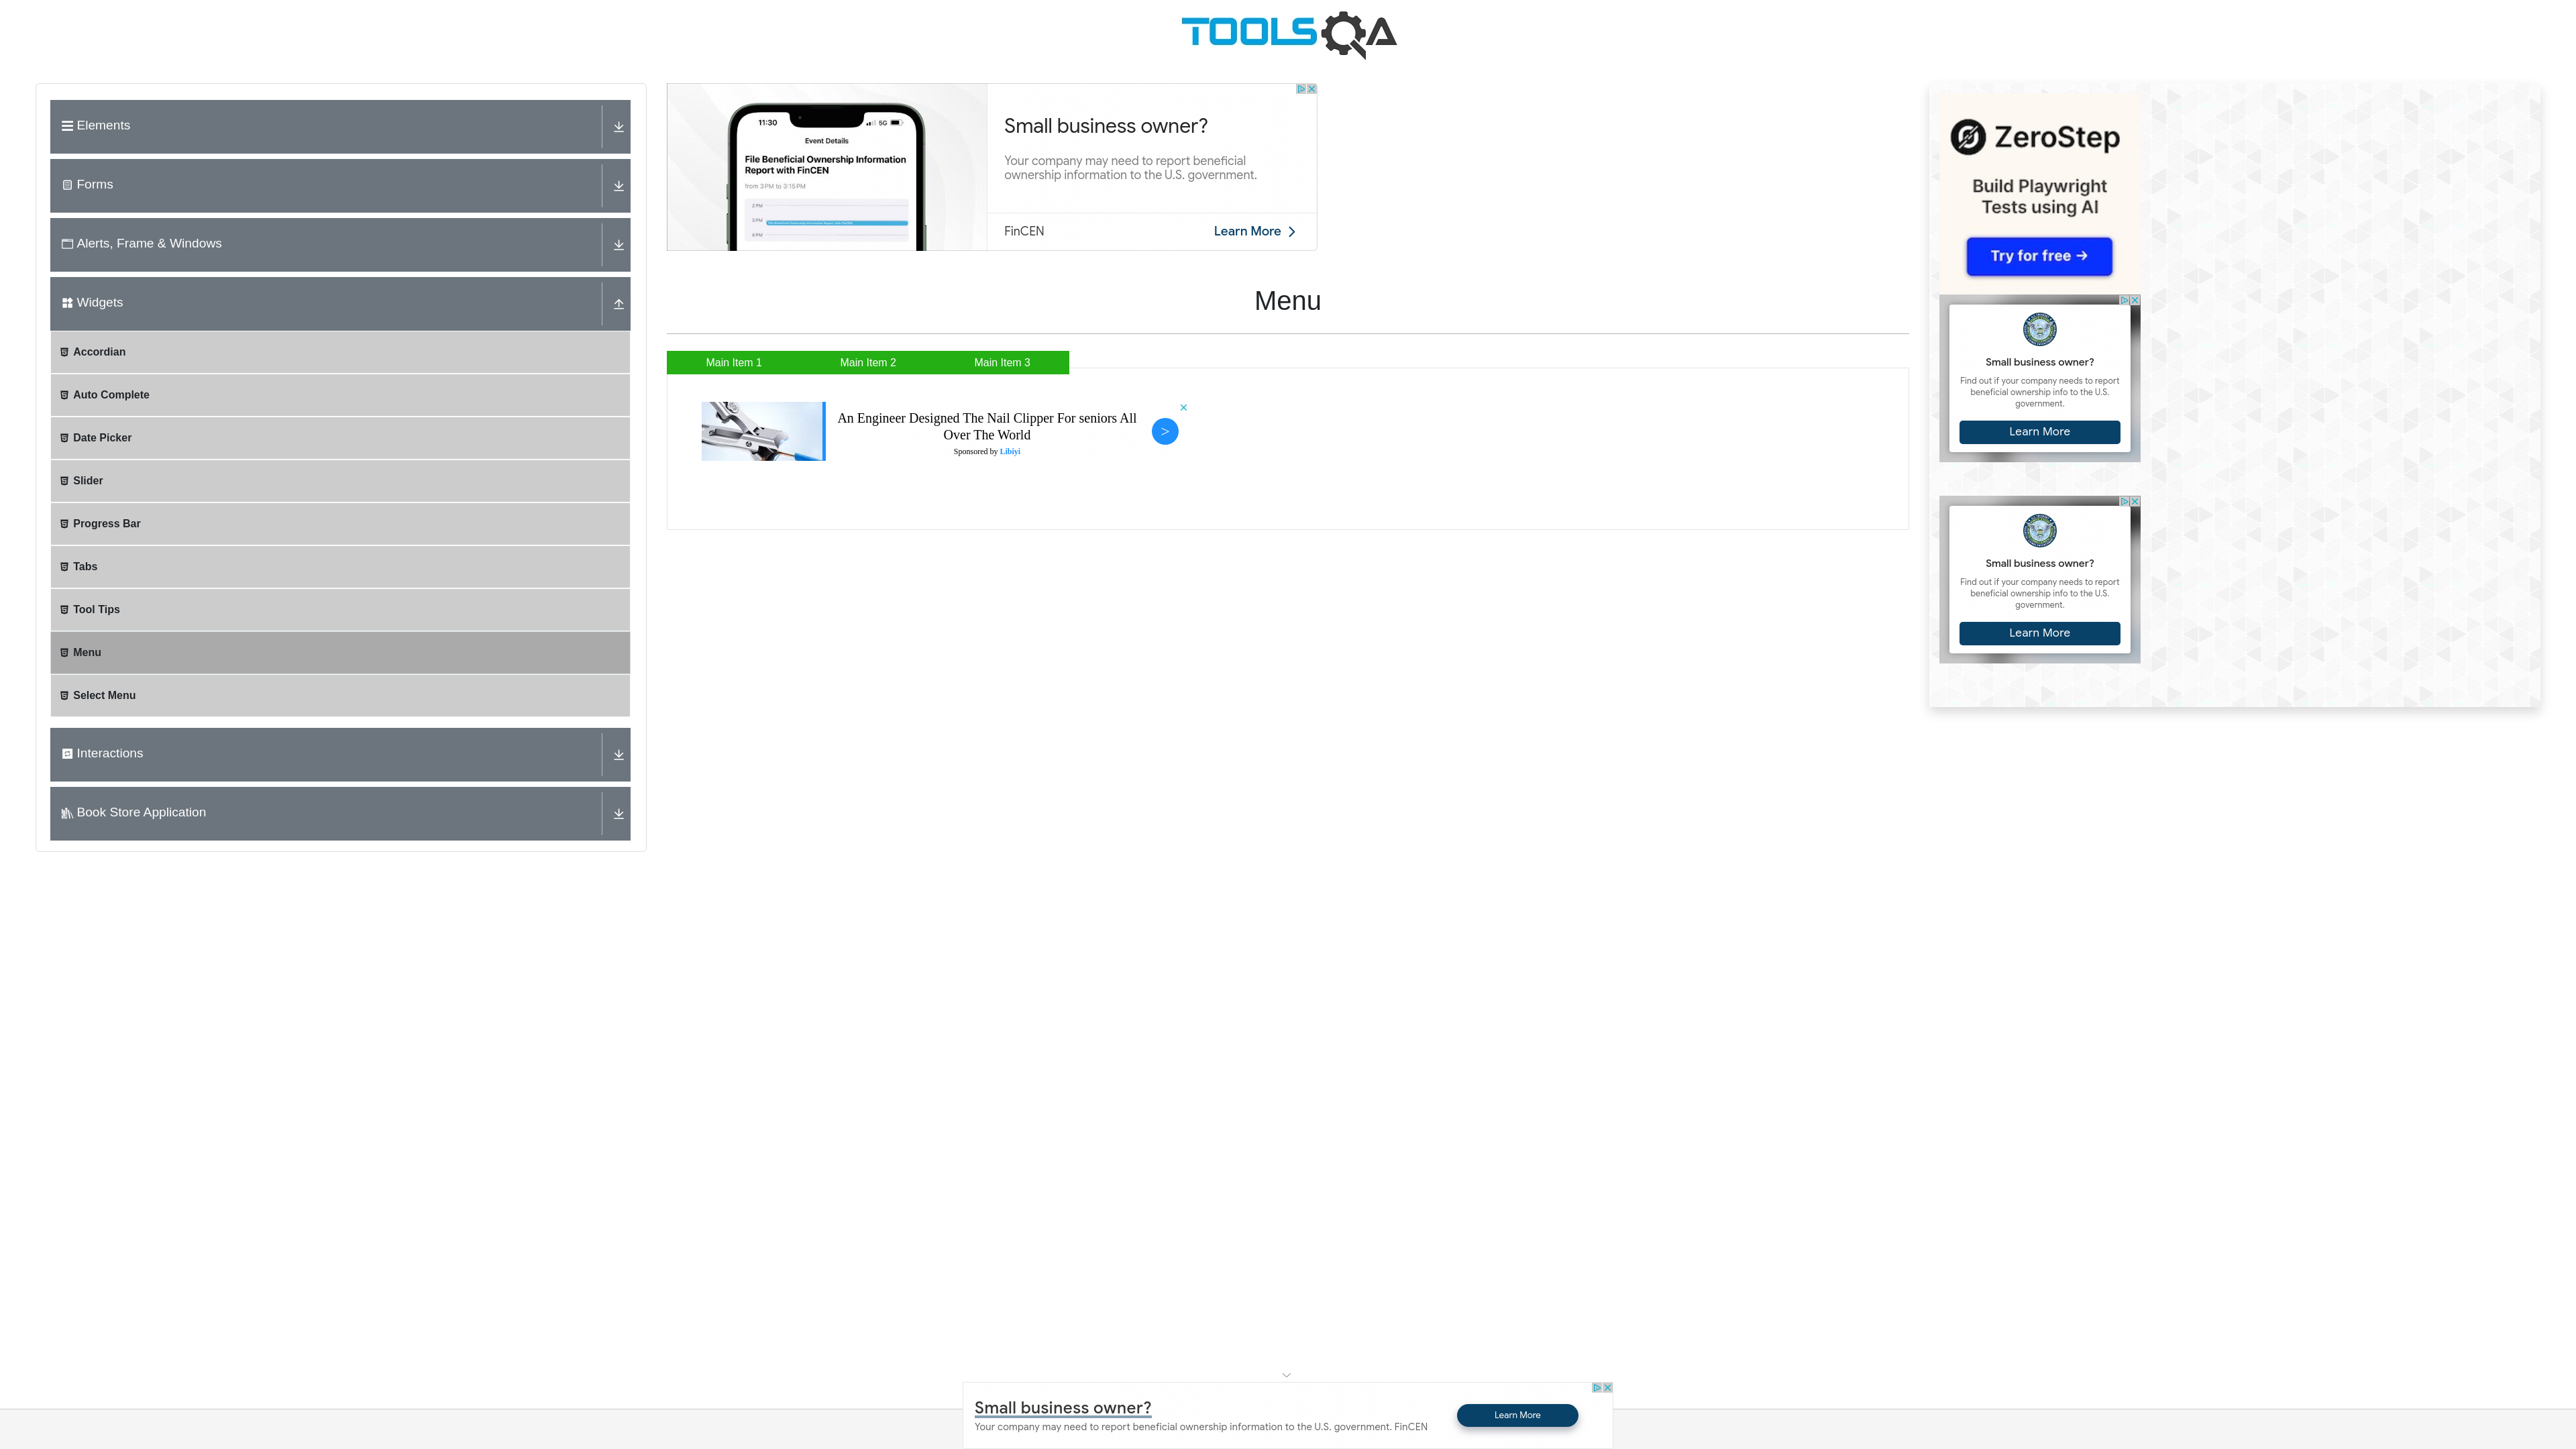 TOOLSQA
Elements
Forms
Alerts, Frame & Windows
Widgets
Accordian
Auto Complete
Date Picker
Slider
Progress Bar
Tabs
Tool Tips
Menu
Select Menu
Interactions
Book Store Application
11:30
5G
Event Details
File Beneficial Ownership Information
Report with FinCEN
from 3PM to 3:15PM
2 PM
3 PM
4 PM
Small business owner?
Your company may need to report beneficial
ownership information to the U.S. government.
FinCEN
Learn More
Menu
Main Item 1
Main Item 2
Main Item 3
An Engineer Designed The Nail Clipper For seniors All
Over The World
Sponsored by Libiyi
>
ZeroStep
Build Playwright
Tests using AI
Try for free →
Small business owner?
Find out if your company needs to report
beneficial ownership info to the U.S.
government.
Learn More
Small business owner?
Find out if your company needs to report
beneficial ownership info to the U.S.
government.
Learn More
Small business owner?
Your company may need to report beneficial ownership information to the U.S. government. FinCEN
Learn More